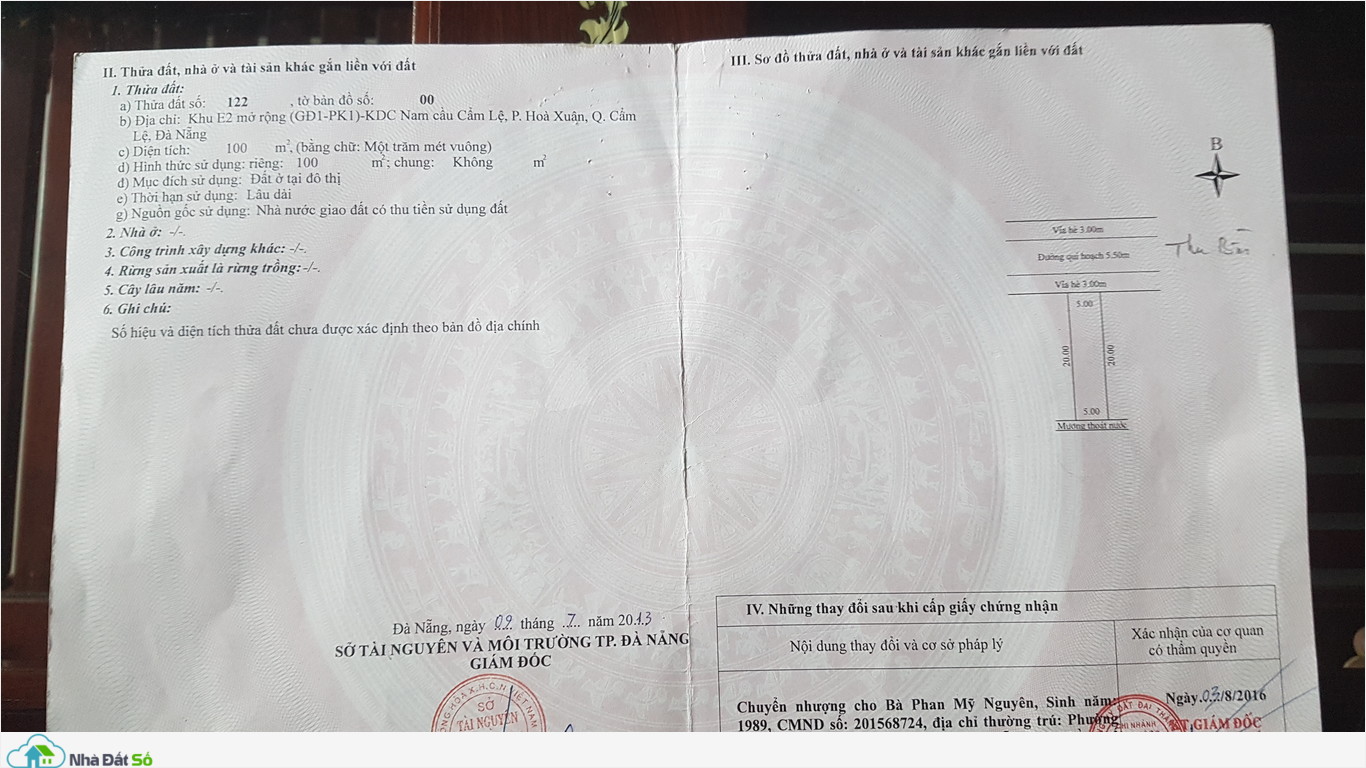 II. Thửa đất, nhà ở và tài sản khác gắn liền với đất
1. Thửa đất:
a) Thửa đất số: 122 , tờ bản đồ số: 00
b) Địa chỉ: Khu E2 mở rộng (GĐ1-PK1)-KDC Nam cầu Cẩm Lệ, P. Hoà Xuân, Q. Cẩm
Lệ, Đà Nẵng
c) Diện tích: 100 m², (bằng chữ: Một trăm mét vuông)
d) Hình thức sử dụng: riêng: 100 m²; chung: Không m²
đ) Mục đích sử dụng: Đất ở tại đô thị
e) Thời hạn sử dụng: Lâu dài
g) Nguồn gốc sử dụng: Nhà nước giao đất có thu tiền sử dụng đất
2. Nhà ở: -/-.
3. Công trình xây dựng khác: -/-.
4. Rừng sản xuất là rừng trồng: -/-.
5. Cây lâu năm: -/-.
6. Ghi chú:
Số hiệu và diện tích thửa đất chưa được xác định theo bản đồ địa chính
Đà Nẵng, ngày 09 tháng 7 năm 2013
SỞ TÀI NGUYÊN VÀ MÔI TRƯỜNG TP. ĐÀ NẴNG
GIÁM ĐỐC
SỞ
TÀI NGUYÊN
III. Sơ đồ thửa đất, nhà ở và tài sản khác gắn liền với đất
B
Vỉa hè 3.00m
Đường qui hoạch 5.50m
Vỉa hè 3.00m
5.00
20.00
20.00
5.00
Mương thoát nước
IV. Những thay đổi sau khi cấp giấy chứng nhận
Nội dung thay đổi và cơ sở pháp lý
Xác nhận của cơ quan
có thẩm quyền
Chuyển nhượng cho Bà Phan Mỹ Nguyên, Sinh năm:
1989, CMND số: 201568724, địa chỉ thường trú: Phường
Ngày 03/8/2016
GIÁM ĐỐC
Nhà Đất Số